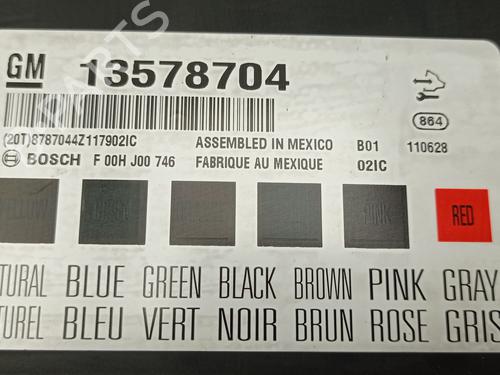 GM 13578704
(20T)8787044Z117902IC ASSEMBLED IN MEXICO B01 110628
BOSCH F 00H J00 746 FABRIQUE AU MEXIQUE 02IC
864
PINK RED
TURAL BLUE GREEN BLACK BROWN PINK GRAY
TUREL BLEU VERT NOIR BRUN ROSE GRIS